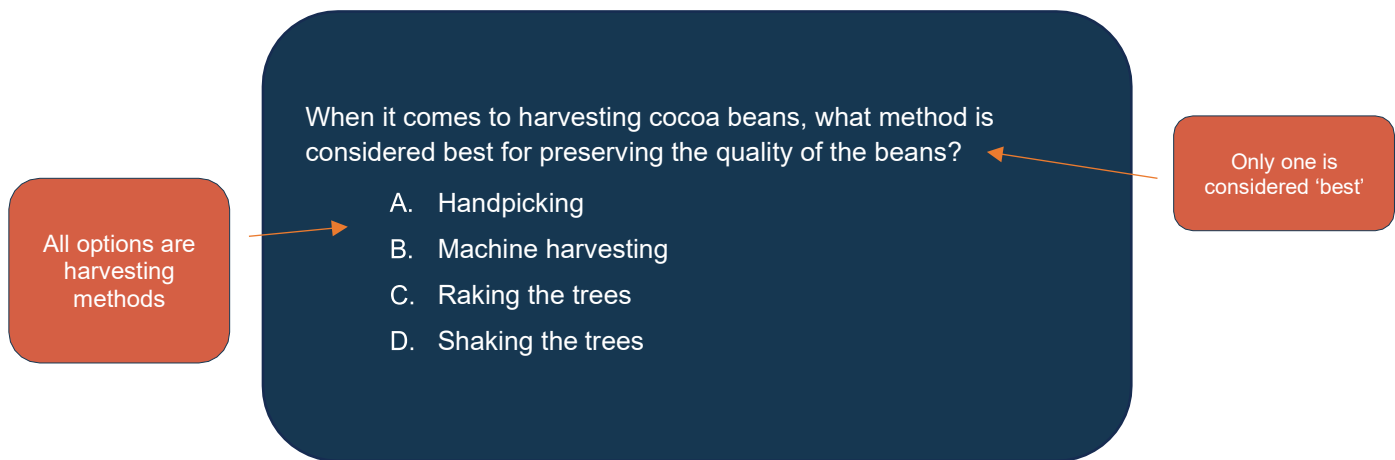 When it comes to harvesting cocoa beans, what method is
considered best for preserving the quality of the beans?
A. Handpicking
B. Machine harvesting
C. Raking the trees
D. Shaking the trees
All options are
harvesting
methods
Only one is
considered ‘best’